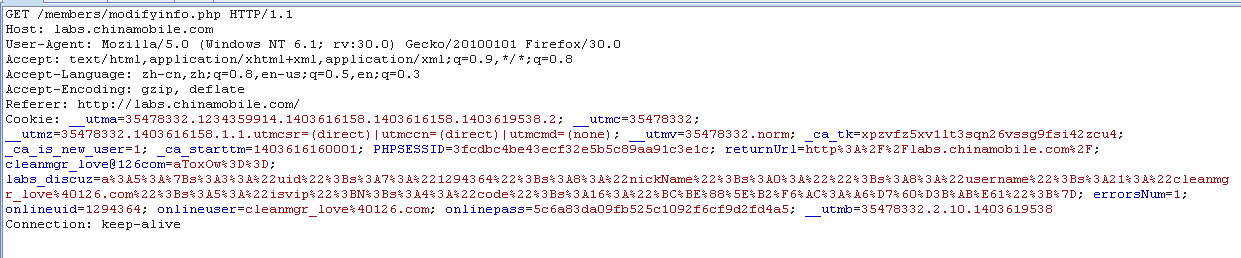 GET /members/modifyinfo.php HTTP/1.1
Host: labs.chinamobile.com
User-Agent: Mozilla/5.0 (Windows NT 6.1; rv:30.0) Gecko/20100101 Firefox/30.0
Accept: text/html,application/xhtml+xml,application/xml;q=0.9,*/*;q=0.8
Accept-Language: zh-cn,zh;q=0.8,en-us;q=0.5,en;q=0.3
Accept-Encoding: gzip, deflate
Referer: http://labs.chinamobile.com/
Cookie: __utma=35478332.1234359914.1403616158.1403616158.1403619538.2; __utmc=35478332;
__utmz=35478332.1403616158.1.1.utmcsr=(direct)|utmccn=(direct)|utmcmd=(none); __utmv=35478332.norm; _ca_tk=xpzvfz5xv1lt3sqn26vssg9fsi42zcu4;
_ca_is_new_user=1; _ca_starttm=1403616160001; PHPSESSID=3fcdbc4be43ecf32e5b5c89aa91c3e1c; returnUrl=http%3A%2F%2Flabs.chinamobile.com%2F;
cleanmgr_love@126com=aToxOw%3D%3D;
labs_discuz=a%3A5%3A%7Bs%3A3%3A%22uid%22%3Bs%3A7%3A%221294364%22%3Bs%3A8%3A%22nickName%22%3Bs%3A0%3A%22%22%3Bs%3A8%3A%22username%22%3Bs%3A21%3A%22cleanmg
r_love%40126.com%22%3Bs%3A5%3A%22isvip%22%3BN%3Bs%3A4%3A%22code%22%3Bs%3A16%3A%22%BC%BE%88%5E%B2%F6%AC%3A%A6%D7%60%D3B%AB%E61%22%3B%7D; errorsNum=1;
onlineuid=1294364; onlineuser=cleanmgr_love%40126.com; onlinepass=5c6a83da09fb525c1092f6cf9d2fd4a5; __utmb=35478332.2.10.1403619538
Connection: keep-alive